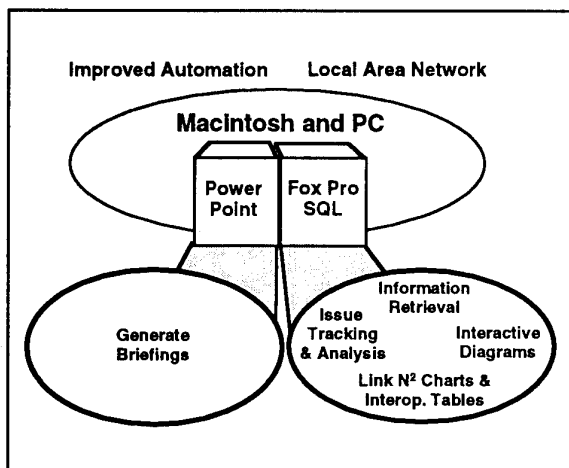 Improved Automation Local Area Network
Macintosh and PC
Power
Point
Fox Pro
SQL
Generate
Briefings
Information
Retrieval
Issue
Tracking
& Analysis
Interactive
Diagrams
Link N² Charts &
Interop. Tables